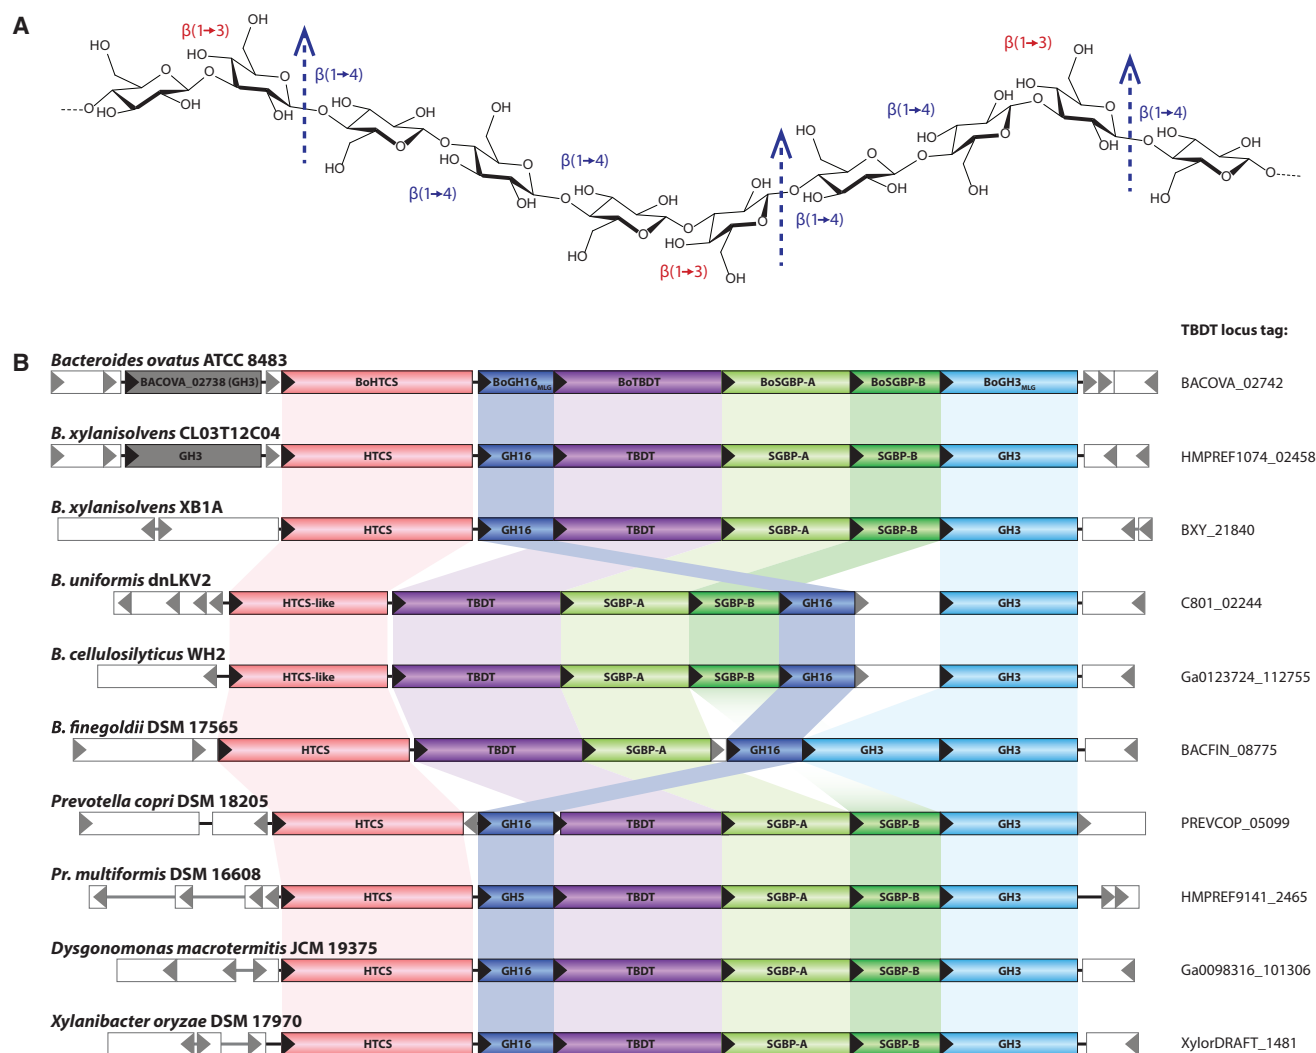 A
HO
OH
β(1→3)
HO
O
O
O
HO
OH
O
OH
β(1→4)
O
HO
OH
O
HO
O
OH
HO
O
OH
β(1→4)
β(1→4)
O
HO
OH
O
HO
O
OH
HO
O
OH
β(1→3)
O
HO
O
HO
OH
β(1→4)
β(1→4)
O
OH
HO
O
OH
β(1→3)
O
OH
HO
O
OH
β(1→4)
O
HO
OH
O
HO
O
TBDT locus tag:
B
Bacteroides ovatus ATCC 8483
BACOVA_02738 (GH3) BoHTCS BoGH16MLG BoTBDT BoSGBP-A BoSGBP-B BoGH3MLG BACOVA_02742
B. xylanisolvens CL03T12C04
GH3 HTCS GH16 TBDT SGBP-A SGBP-B GH3 HMPREF1074_02458
B. xylanisolvens XB1A
HTCS GH16 TBDT SGBP-A SGBP-B GH3 BXY_21840
B. uniformis dnLKV2
HTCS-like TBDT SGBP-A SGBP-B GH16 GH3 C801_02244
B. cellulosilyticus WH2
HTCS-like TBDT SGBP-A SGBP-B GH16 GH3 Ga0123724_112755
B. finegoldii DSM 17565
HTCS TBDT SGBP-A GH16 GH3 GH3 BACFIN_08775
Prevotella copri DSM 18205
HTCS GH16 TBDT SGBP-A SGBP-B GH3 PREVCOP_05099
Pr. multiformis DSM 16608
HTCS GH5 TBDT SGBP-A SGBP-B GH3 HMPREF9141_2465
Dysgonomonas macrotermitis JCM 19375
HTCS GH16 TBDT SGBP-A SGBP-B GH3 Ga0098316_101306
Xylanibacter oryzae DSM 17970
HTCS GH16 TBDT SGBP-A SGBP-B GH3 XylorDRAFT_1481